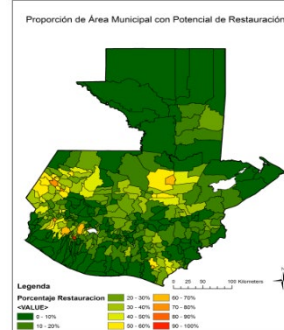 Proporción de Área Municipal con Potencial de Restauración
Legenda
Porcentaje Restauracion
<VALUE>
0 - 10%
10 - 20%
20 - 30%
30 - 40%
40 - 50%
50 - 60%
60 - 70%
70 - 80%
80 - 90%
90 - 100%
0 25 50 100 Kilometers